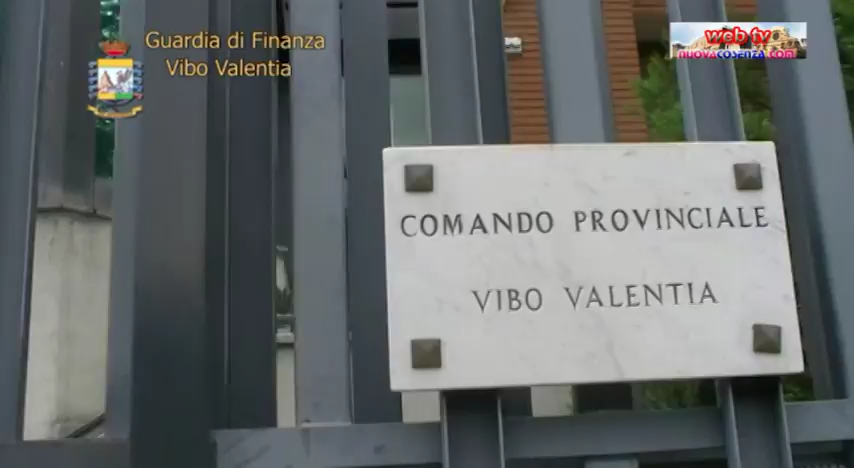 Guardia di Finanza
Vibo Valentia
web tv
nuovacosenza.com
COMANDO PROVINCIALE
VIBO VALENTIA